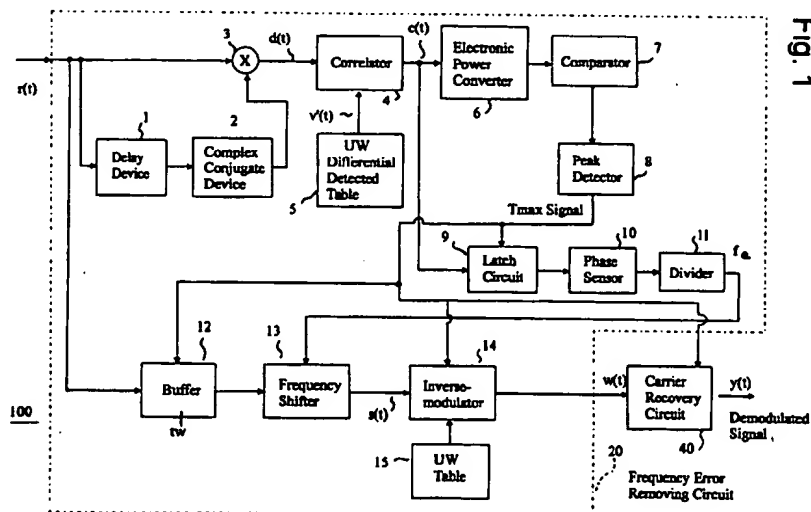 Fig. 1
r(t)
3
X
d(t)
Correlator
4
c(t)
Electronic
Power
Converter
6
Comparator
7
1
Delay
Device
2
Complex
Conjugate
Device
v'(t)
UW
Differential
Detected
Table
5
Peak
Detector
8
Tmax Signal
9
Latch
Circuit
10
Phase
Sensor
11
Divider
12
Buffer
tw
13
Frequency
Shifter
s(t)
14
Inverse-
modulator
w(t)
Carrier
Recovery
Circuit
40
y(t)
Demodulated
Signal
100
15
UW
Table
20
Frequency Error
Removing Circuit